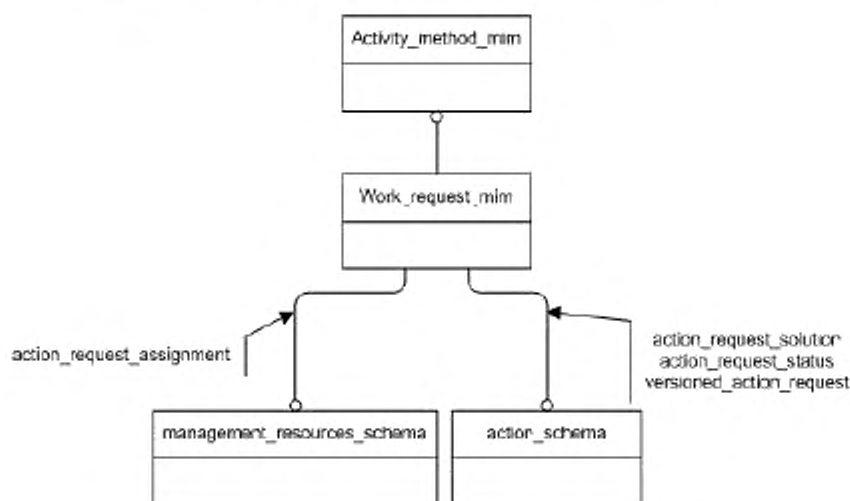 Activity_method_mim
Work_request_mim
action_request_assignment
action_request_solution
action_request_status
versioned_action_request
management_resources_schema
action_schema